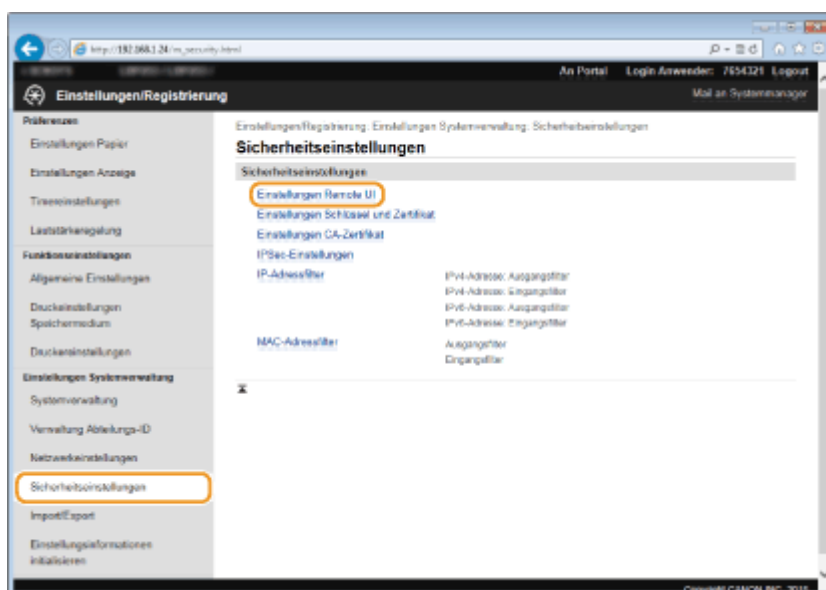 http://192.168.1.24/m_security.html
An Portal Login Anwender: 7654321 Logout
Einstellungen/Registrierung
Mail an Systemmanager
Präferenzen
Einstellungen Papier
Einstellungen Anzeige
Timereinstellungen
Lautstärkeregelung
Funktionseinstellungen
Allgemeine Einstellungen
Druckeinstellungen
Speichermedium
Druckereinstellungen
Einstellungen Systemverwaltung
Systemverwaltung
Verwaltung Abteilungs-ID
Netzwerkeinstellungen
Sicherheitseinstellungen
Import/Export
Einstellungsinformationen
initialisieren
Einstellungen/Registrierung: Einstellungen Systemverwaltung: Sicherheitseinstellungen
Sicherheitseinstellungen
Sicherheitseinstellungen
Einstellungen Remote UI
Einstellungen Schlüssel und Zertifikat
Einstellungen CA-Zertifikat
IPSec-Einstellungen
IP-Adressfilter
IPv4-Adresse: Ausgangsfilter
IPv4-Adresse: Eingangsfilter
IPv6-Adresse: Ausgangsfilter
IPv6-Adresse: Eingangsfilter
MAC-Adressfilter
Ausgangsfilter
Eingangsfilter
Copyright CANON INC.